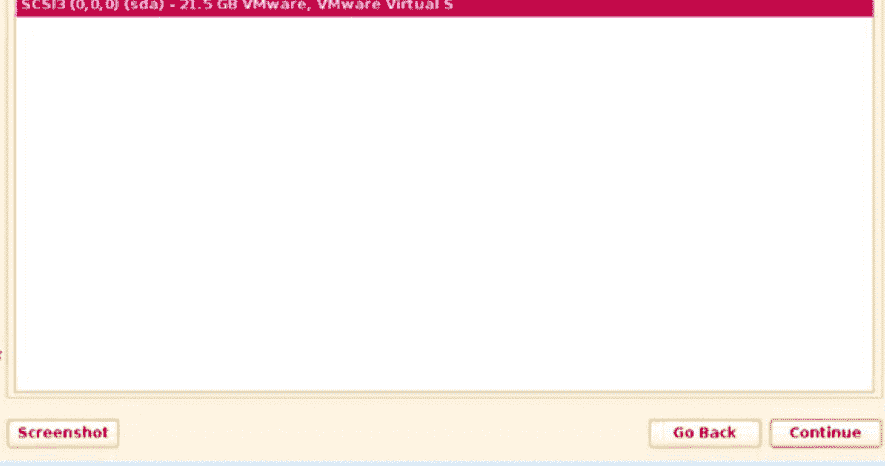 SCSI3 (0,0,0) (sda) - 21.5 GB VMware, VMware Virtual S
Screenshot
Go Back
Continue